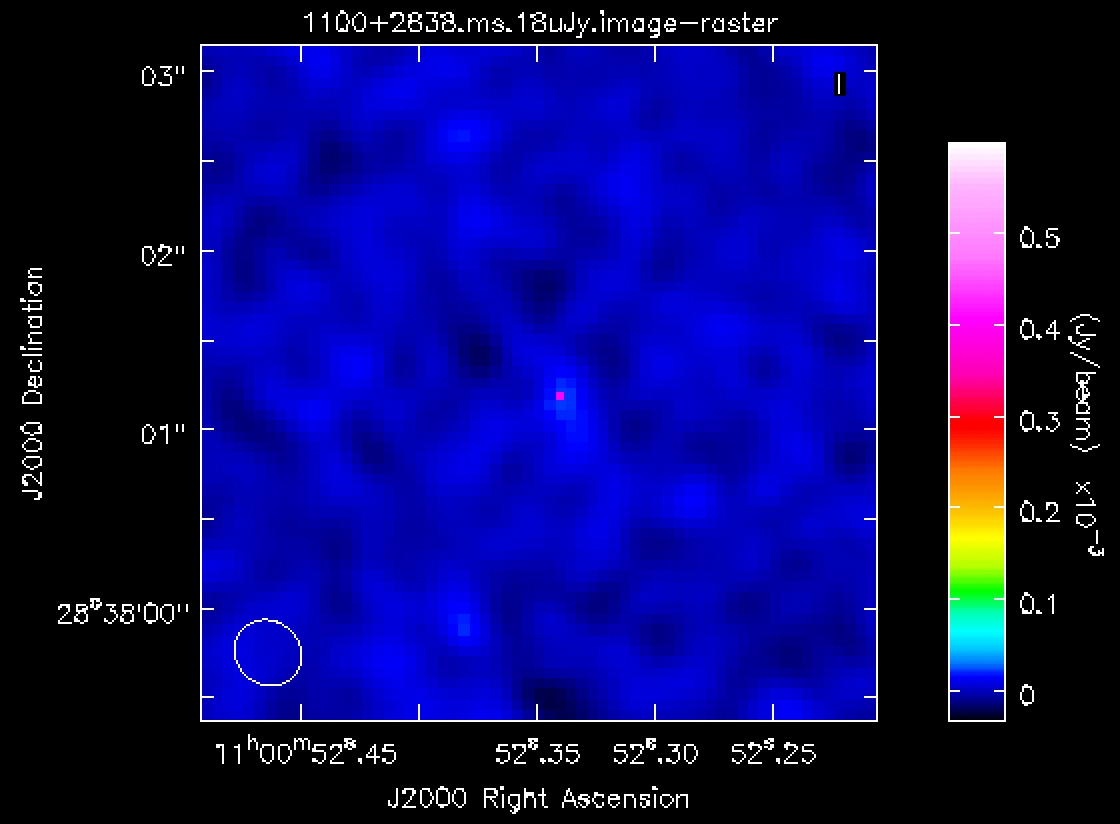 1100+2838.ms.18uJy.image-raster
03"
02"
01"
28°38'00"
J2000 Declination
I
11ʰ00ᵐ52ˢ.45
52ˢ.35
52ˢ.30
52ˢ.25
J2000 Right Ascension
0.5
0.4
0.3
0.2
0.1
0
(Jy/beam) x10⁻³